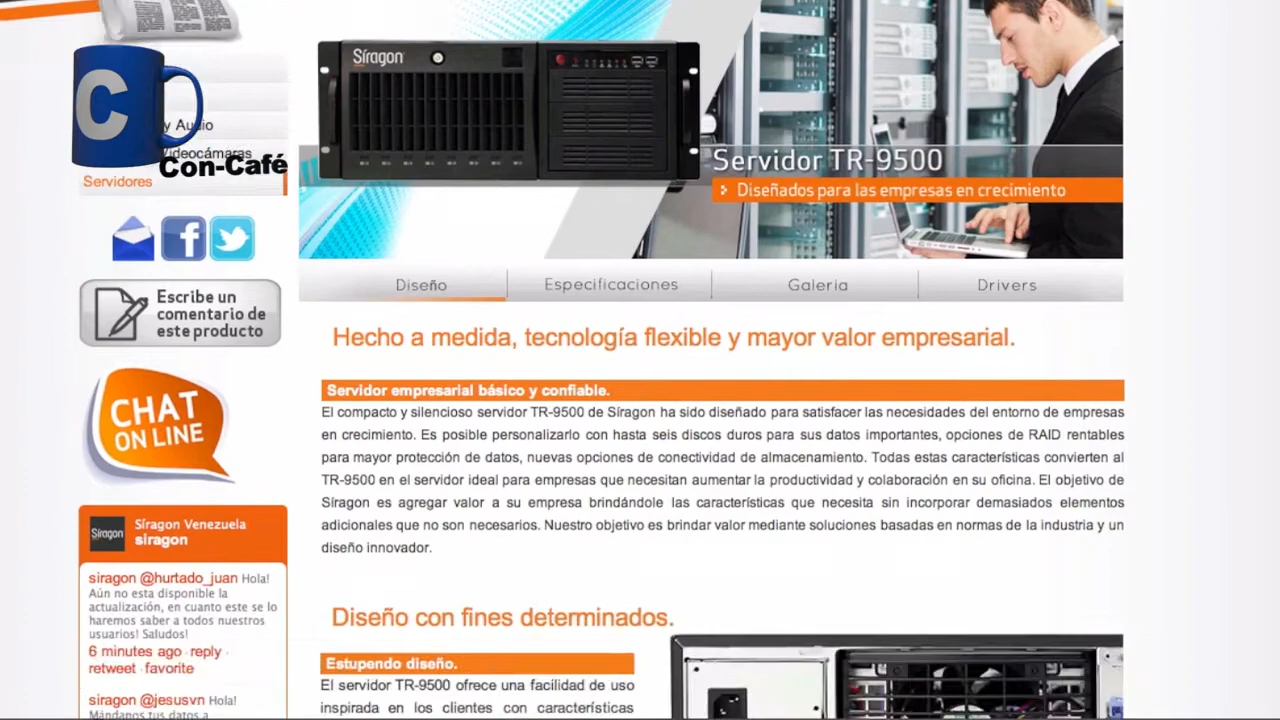 C
Con-Café
y Audio
Videocámaras
Servidores
Síragon
Servidor TR-9500
Diseñados para las empresas en crecimiento
Diseño
Especificaciones
Galeria
Drivers
Escribe un
comentario de
este producto
CHAT
ON LINE
Síragon Venezuela
siragon
Síragon
siragon @hurtado_juan Hola!
Aún no esta disponible la
actualización, en cuanto este se lo
haremos saber a todos nuestros
usuarios! Saludos!
6 minutes ago · reply ·
retweet · favorite
siragon @jesusvn Hola!
Mándanos tus datos a
Hecho a medida, tecnología flexible y mayor valor empresarial.
Servidor empresarial básico y confiable.
El compacto y silencioso servidor TR-9500 de Síragon ha sido diseñado para satisfacer las necesidades del entorno de empresas
en crecimiento. Es posible personalizarlo con hasta seis discos duros para sus datos importantes, opciones de RAID rentables
para mayor protección de datos, nuevas opciones de conectividad de almacenamiento. Todas estas características convierten al
TR-9500 en el servidor ideal para empresas que necesitan aumentar la productividad y colaboración en su oficina. El objetivo de
Síragon es agregar valor a su empresa brindándole las características que necesita sin incorporar demasiados elementos
adicionales que no son necesarios. Nuestro objetivo es brindar valor mediante soluciones basadas en normas de la industria y un
diseño innovador.
Diseño con fines determinados.
Estupendo diseño.
El servidor TR-9500 ofrece una facilidad de uso
inspirada en los clientes con características